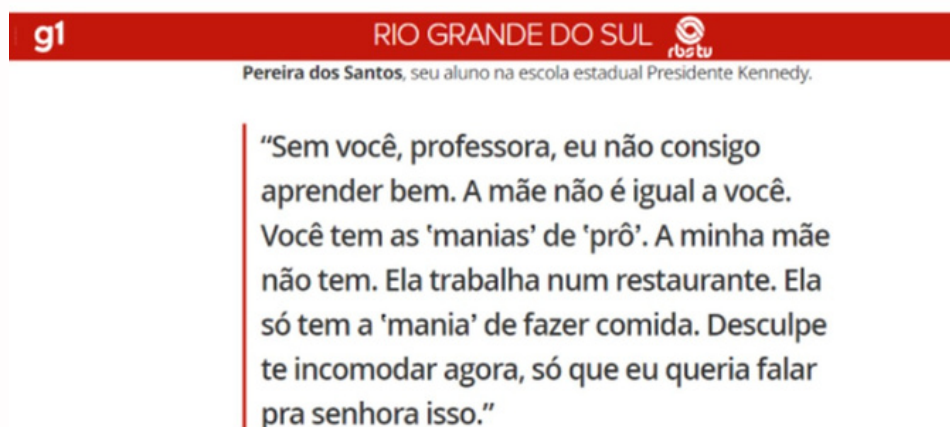 g1
RIO GRANDE DO SUL rbstv
Pereira dos Santos, seu aluno na escola estadual Presidente Kennedy.
“Sem você, professora, eu não consigo
aprender bem. A mãe não é igual a você.
Você tem as ‘manias’ de ‘prô’. A minha mãe
não tem. Ela trabalha num restaurante. Ela
só tem a ‘mania’ de fazer comida. Desculpe
te incomodar agora, só que eu queria falar
pra senhora isso.”